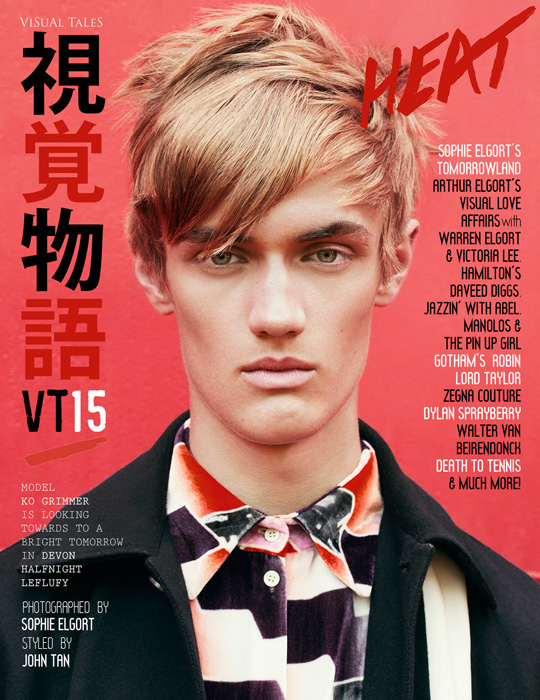 VISUAL TALES
視
覚
物
語
VT15
MODEL
KO GRIMMER
IS LOOKING
TOWARDS TO A
BRIGHT TOMORROW
IN DEVON
HALFNIGHT
LEFLUFY
PHOTOGRAPHED BY
SOPHIE ELGORT
STYLED BY
JOHN TAN
HEAT
SOPHIE ELGORT'S
TOMORROWLAND
ARTHUR ELGORT'S
VISUAL LOVE
AFFAIRS with
WARREN ELGORT
& VICTORIA LEE.
HAMILTON'S
DAVEED DIGGS.
JAZZIN' WITH ABEL.
MANOLOS &
THE PIN UP GIRL
GOTHAM'S ROBIN
LORD TAYLOR
ZEGNA COUTURE
DYLAN SPRAYBERRY
WALTER VAN
BEIRENDONCK
DEATH TO TENNIS
& MUCH MORE!